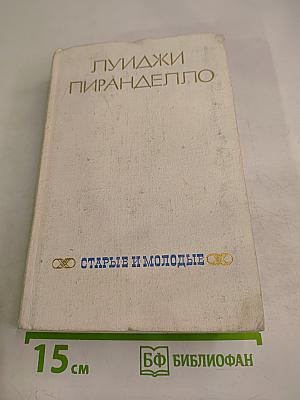 ЛУИДЖИ
ПИРАНДЕЛЛО
СТАРЫЕ И МОЛОДЫЕ
15 см
БФ БИБЛИОФАН